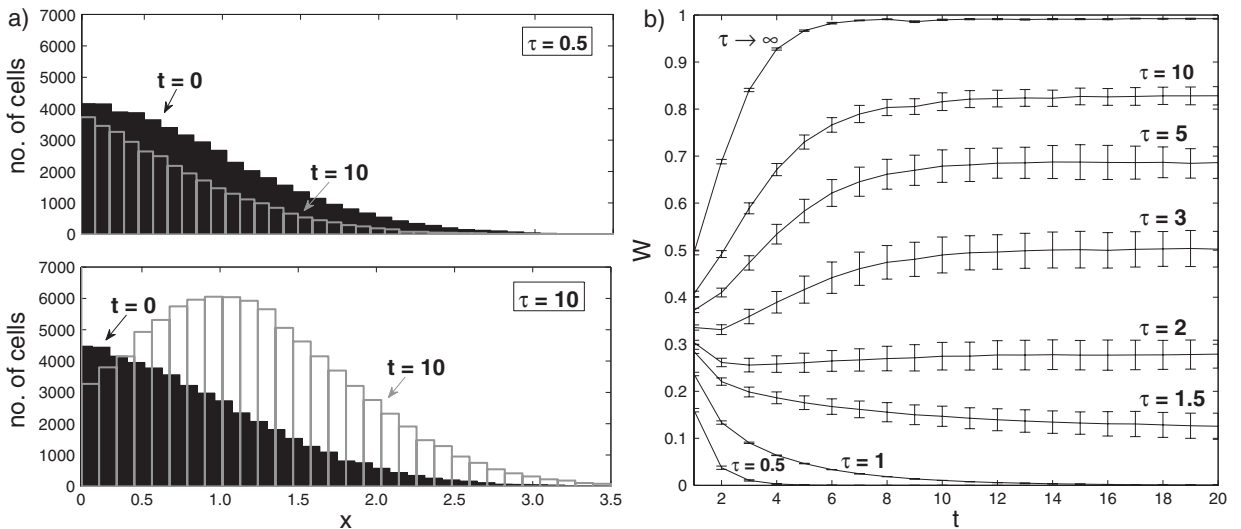 a)
7000
6000
5000
4000
3000
2000
1000
0
no. of cells
τ = 0.5
t = 0
t = 10
7000
6000
5000
4000
3000
2000
1000
0
no. of cells
τ = 10
t = 0
t = 10
0 0.5 1.0 1.5 2.0 2.5 3.0 3.5
x
b)
1
0.9
0.8
0.7
0.6
0.5
0.4
0.3
0.2
0.1
0
W
τ → ∞
τ = 10
τ = 5
τ = 3
τ = 2
τ = 1.5
τ = 0.5
τ = 1
2 4 6 8 10 12 14 16 18 20
t